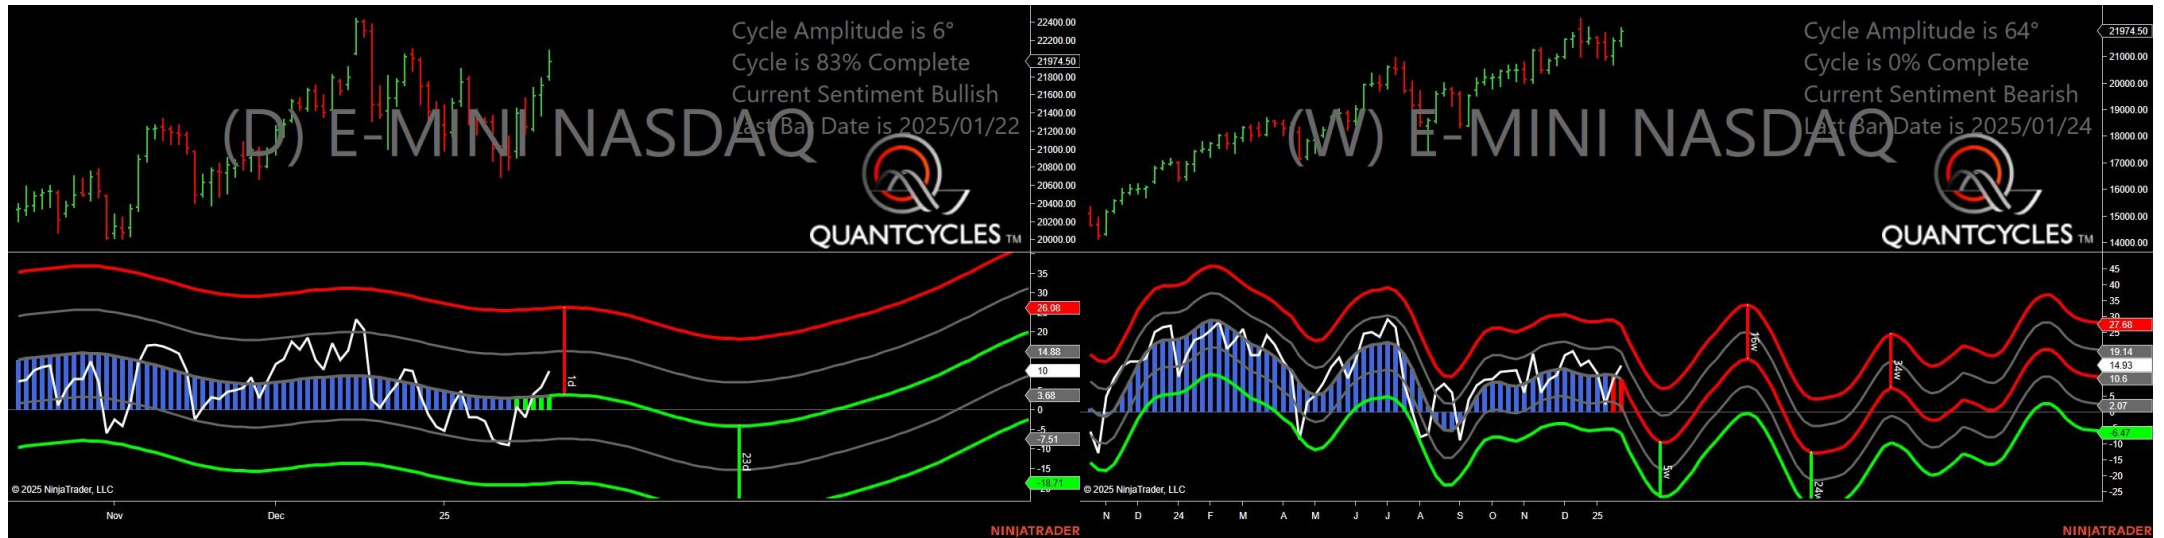 Cycle Amplitude is 6°
Cycle is 83% Complete
Current Sentiment Bullish
Last Bar Date is 2025/01/22
(D) E-MINI NASDAQ
QUANTCYCLES TM
22400.00
22200.00
21974.50
21800.00
21600.00
21400.00
21200.00
21000.00
20800.00
20600.00
20400.00
20200.00
20000.00
35
30
26.08
20
14.88
10
5
3.68
0
-5
-7.51
-10
-15
-18.71
1d
23d
© 2025 NinjaTrader, LLC
Nov
Dec
25
NINJATRADER
Cycle Amplitude is 64°
Cycle is 0% Complete
Current Sentiment Bearish
Last Bar Date is 2025/01/24
(W) E-MINI NASDAQ
QUANTCYCLES TM
21974.50
21000.00
20000.00
19000.00
18000.00
17000.00
16000.00
15000.00
14000.00
45
40
35
30
27.68
25
19.14
14.93
10.6
5
2.07
-6.47
-10
-15
-20
-25
16w
34w
5w
24w
© 2025 NinjaTrader, LLC
N D 24 F M A M J J A S O N D 25
NINJATRADER